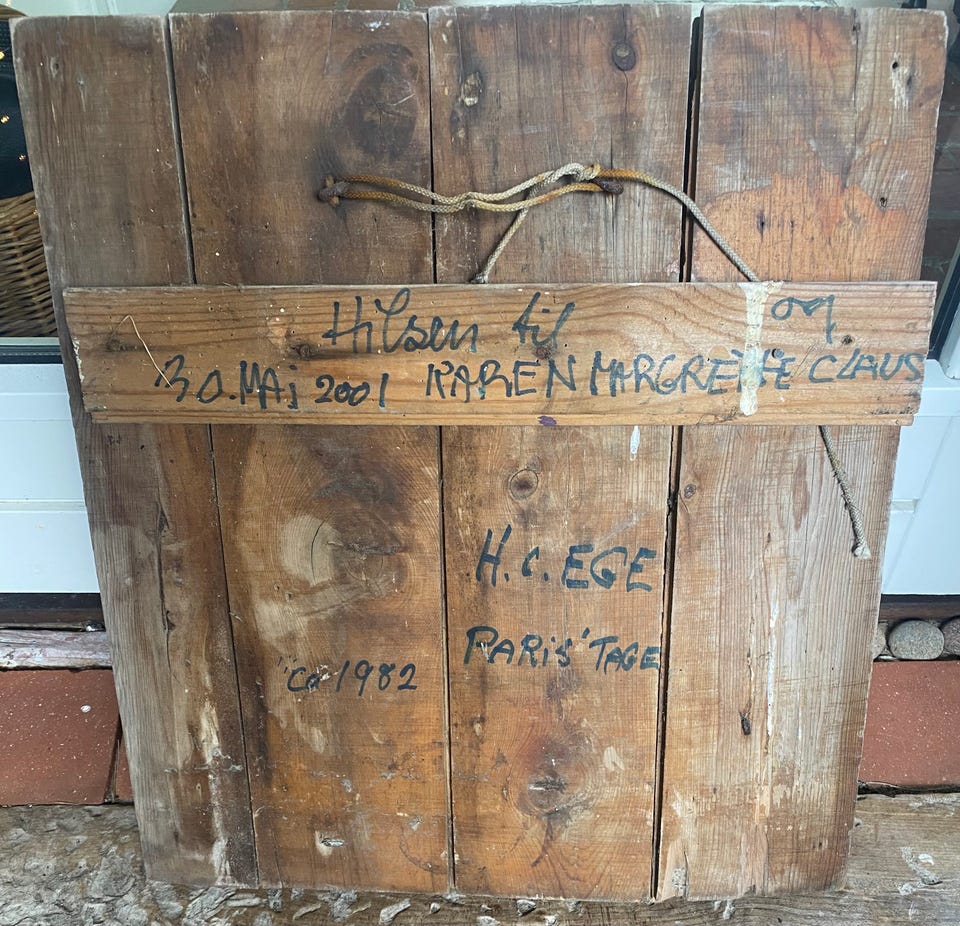 Hilsen til og
30. MAj 2001 KAREN MARGRETHE/CLAUS
H.C. EGE
PARIS' TAGE
"ca 1982